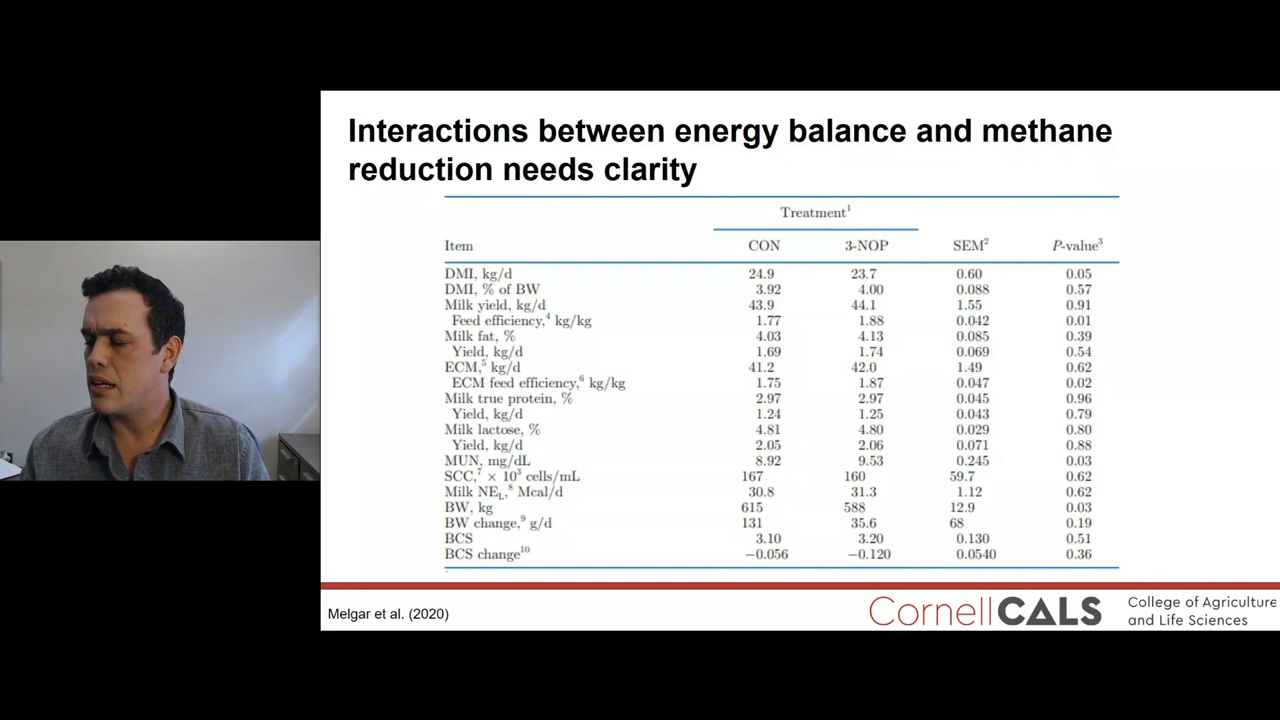 Interactions between energy balance and methane
reduction needs clarity
Treatment¹
Item CON 3-NOP SEM² P-value³
DMI, kg/d 24.9 23.7 0.60 0.05
DMI, % of BW 3.92 4.00 0.088 0.57
Milk yield, kg/d 43.9 44.1 1.55 0.91
Feed efficiency,⁴ kg/kg 1.77 1.88 0.042 0.01
Milk fat, % 4.03 4.13 0.085 0.39
Yield, kg/d 1.69 1.74 0.069 0.54
ECM,⁵ kg/d 41.2 42.0 1.49 0.62
ECM feed efficiency,⁶ kg/kg 1.75 1.87 0.047 0.02
Milk true protein, % 2.97 2.97 0.045 0.96
Yield, kg/d 1.24 1.25 0.043 0.79
Milk lactose, % 4.81 4.80 0.029 0.80
Yield, kg/d 2.05 2.06 0.071 0.88
MUN, mg/dL 8.92 9.53 0.245 0.03
SCC,⁷ × 10³ cells/mL 167 160 59.7 0.62
Milk NE_L,⁸ Mcal/d 30.8 31.3 1.12 0.62
BW, kg 615 588 12.9 0.03
BW change,⁹ g/d 131 35.6 68 0.19
BCS 3.10 3.20 0.130 0.51
BCS change¹⁰ −0.056 −0.120 0.0540 0.36
Melgar et al. (2020)
CornellCALS
College of Agriculture
and Life Sciences